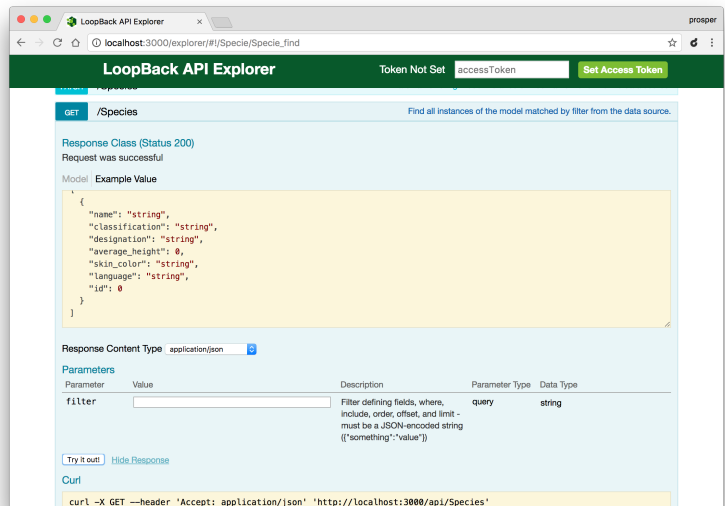 LoopBack API Explorer
prosper
localhost:3000/explorer/#!/Specie/Specie_find
LoopBack API Explorer
Token Not Set
accessToken
Set Access Token
/Species
GET
/Species
Find all instances of the model matched by filter from the data source.
Response Class (Status 200)
Request was successful
Model
Example Value
[
{
"name": "string",
"classification": "string",
"designation": "string",
"average_height": 0,
"skin_color": "string",
"language": "string",
"id": 0
}
]
Response Content Type application/json
Parameters
Parameter Value Description Parameter Type Data Type
filter
Filter defining fields, where,
include, order, offset, and limit -
must be a JSON-encoded string
({"something":"value"})
query
string
Try it out!
Hide Response
Curl
curl -X GET --header 'Accept: application/json' 'http://localhost:3000/api/Species'